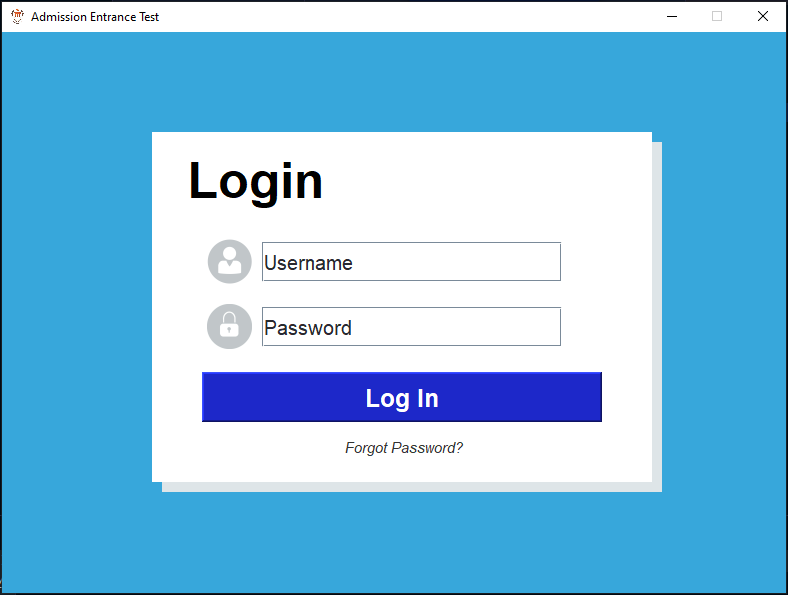 Admission Entrance Test
Login
Username
Password
Log In
Forgot Password?